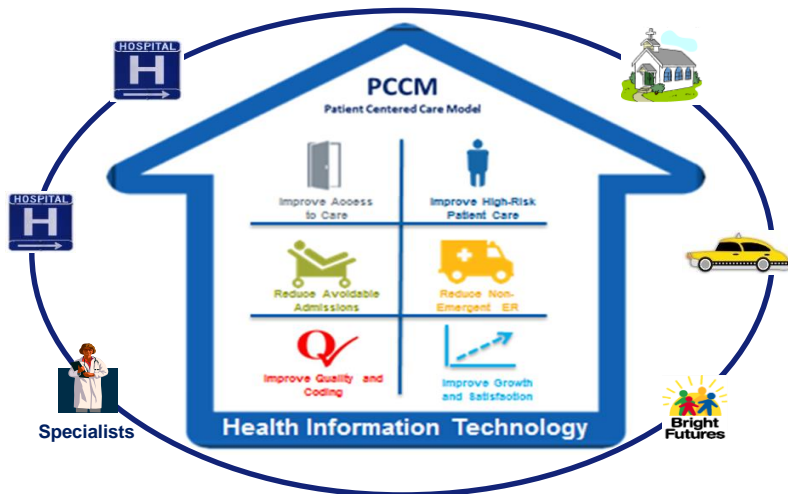 HOSPITAL
H
PCCM
Patient Centered Care Model
HOSPITAL
H
Improve Access
to Care
Improve High-Risk
Patient Care
Reduce Avoidable
Admissions
Reduce Non-
Emergent ER
Q
Improve Quality and
Coding
Improve Growth
and Satisfaction
Specialists
Bright
Futures
Health Information Technology